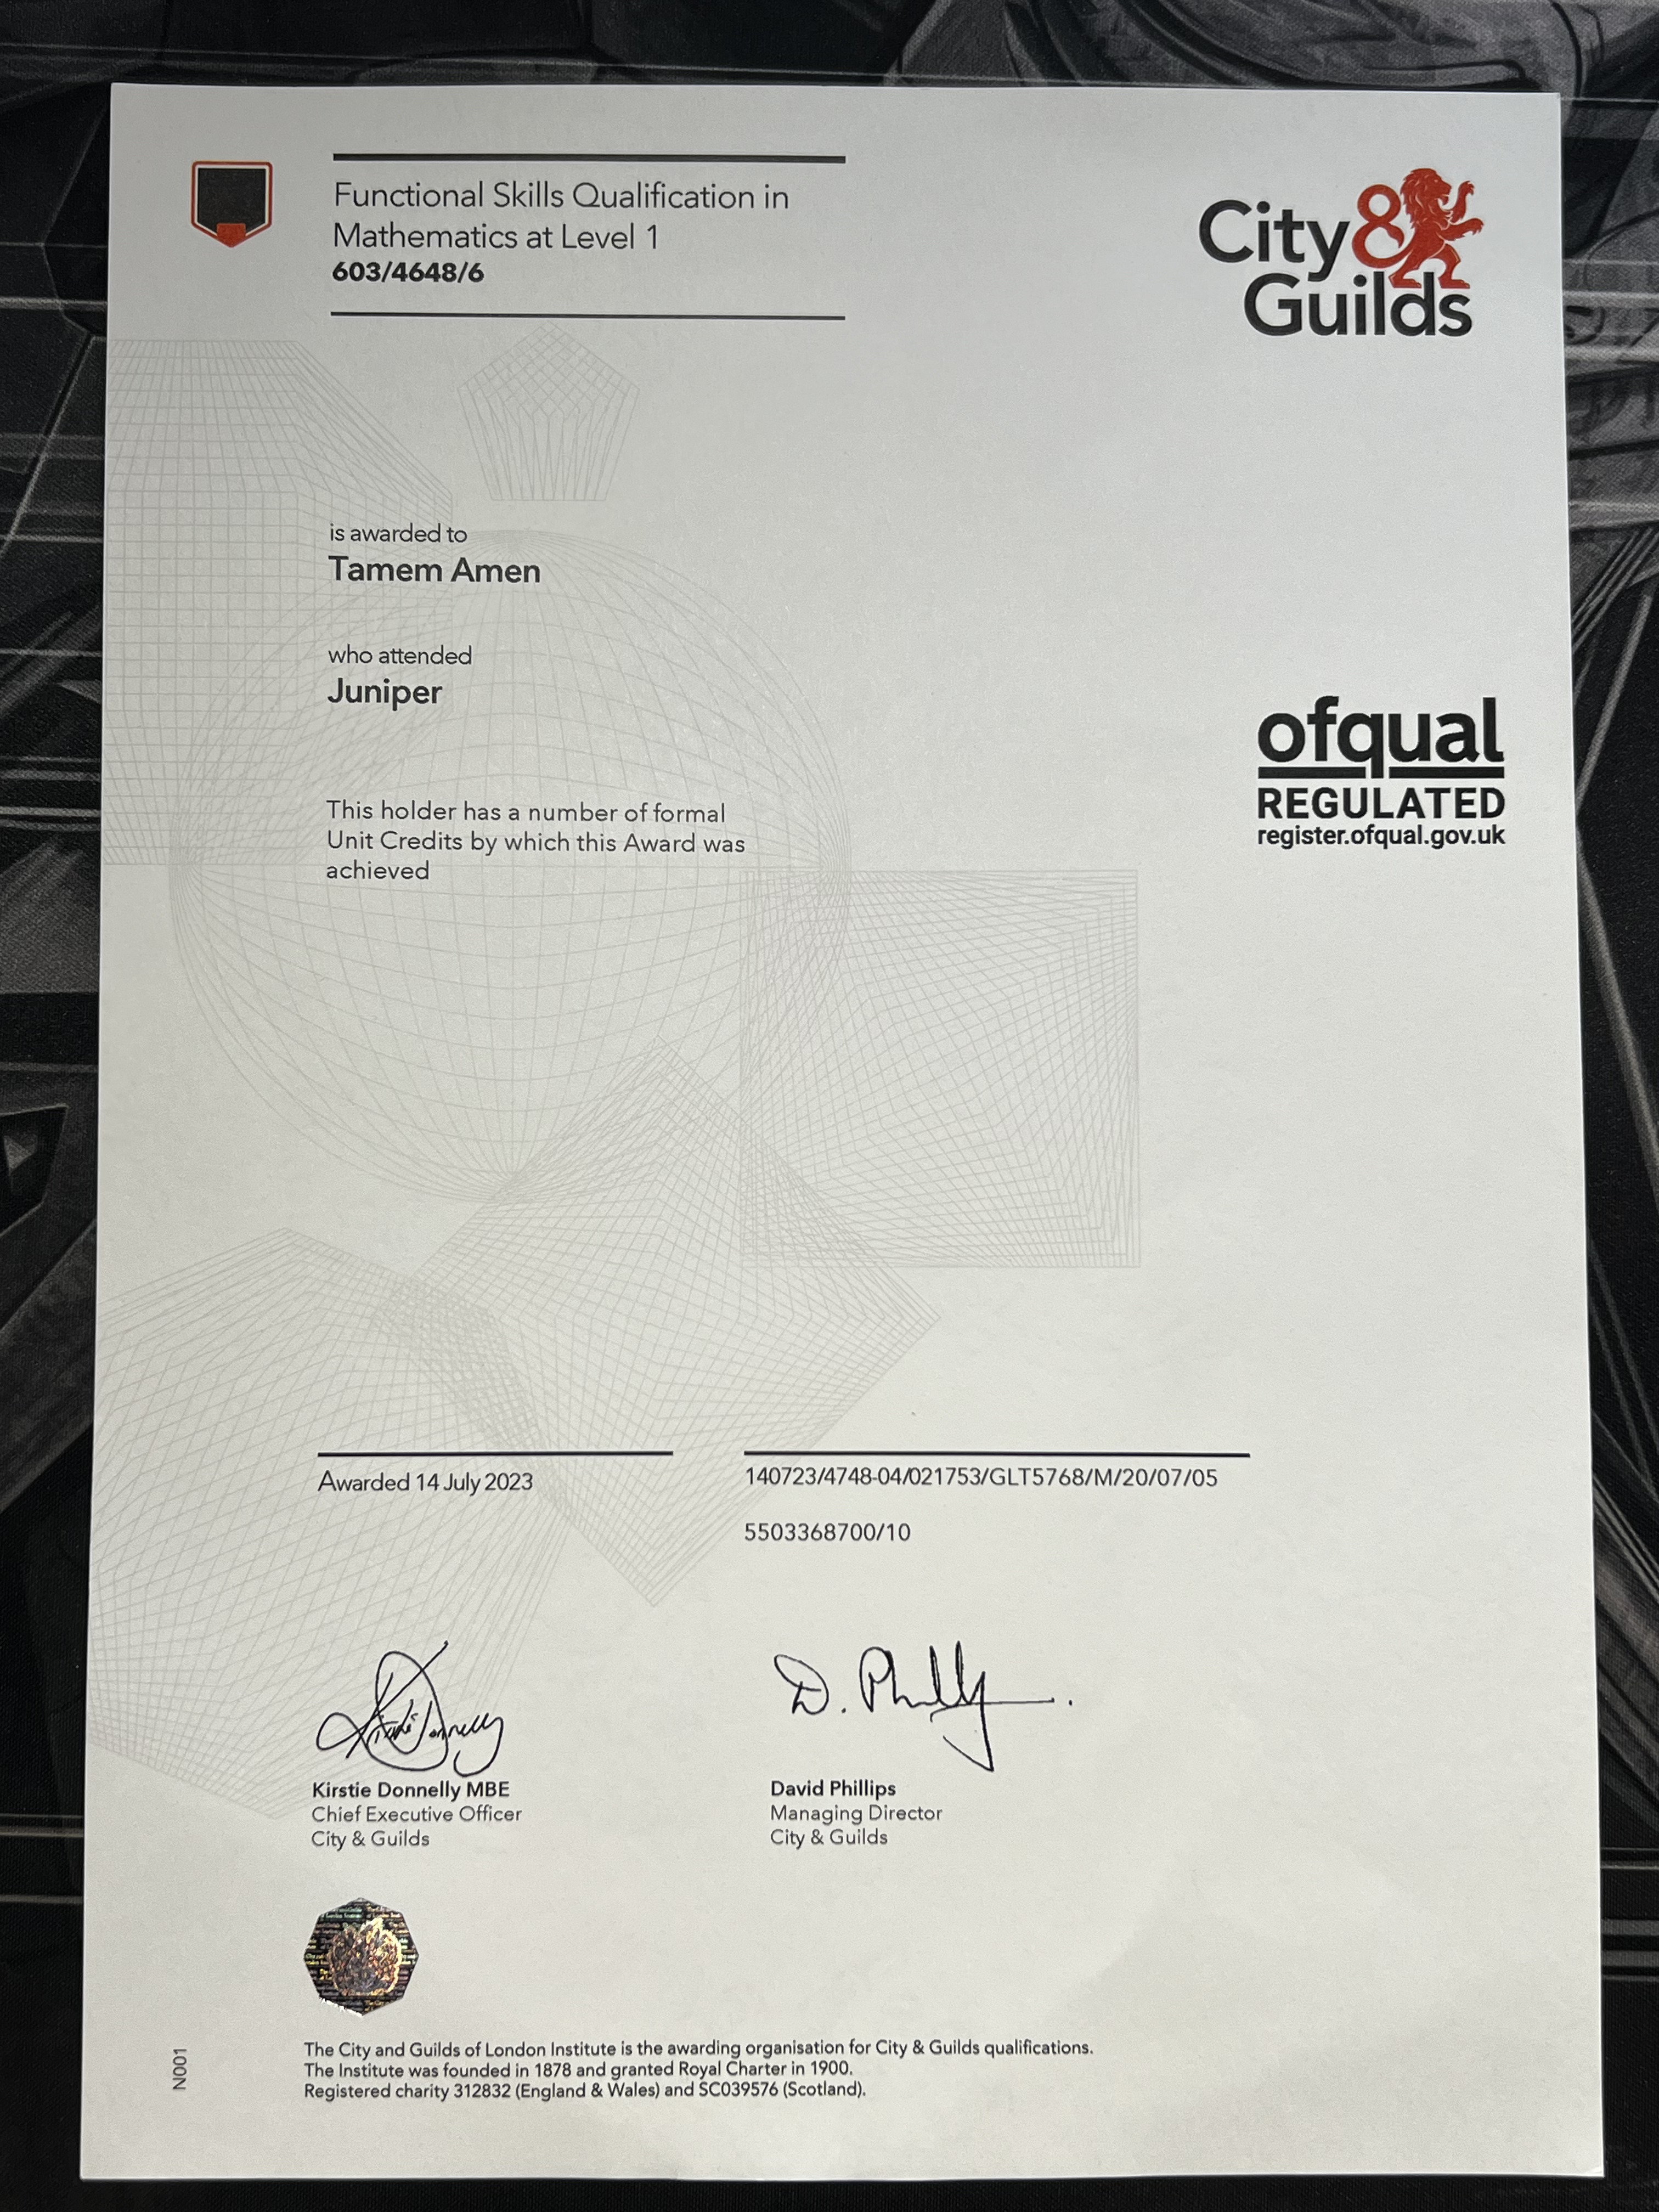 Functional Skills Qualification in
Mathematics at Level 1
603/4648/6
City&
Guilds
is awarded to
Tamem Amen
who attended
Juniper
ofqual
REGULATED
register.ofqual.gov.uk
This holder has a number of formal
Unit Credits by which this Award was
achieved
Awarded 14 July 2023
140723/4748-04/021753/GLT5768/M/20/07/05
5503368700/10
Kirstie Donnelly
D. Phillips
Kirstie Donnelly MBE
Chief Executive Officer
City & Guilds
David Phillips
Managing Director
City & Guilds
N001
The City and Guilds of London Institute is the awarding organisation for City & Guilds qualifications.
The Institute was founded in 1878 and granted Royal Charter in 1900.
Registered charity 312832 (England & Wales) and SC039576 (Scotland).